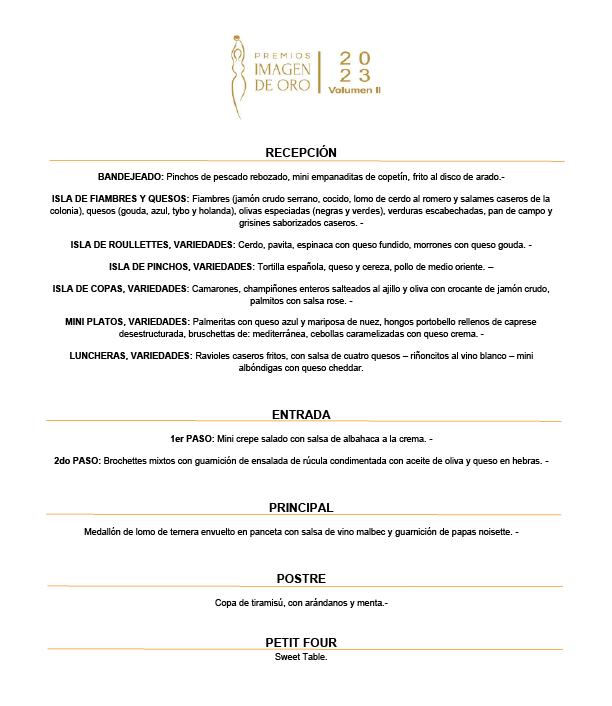 PREMIOS
IMAGEN
DE ORO
20
23
Volumen II
RECEPCIÓN
BANDEJEADO: Pinchos de pescado rebozado, mini empanaditas de copetín, frito al disco de arado.-
ISLA DE FIAMBRES Y QUESOS: Fiambres (jamón crudo serrano, cocido, lomo de cerdo al romero y salames caseros de la
colonia), quesos (gouda, azul, tybo y holanda), olivas especiadas (negras y verdes), verduras escabechadas, pan de campo y
grisines saborizados caseros. -
ISLA DE ROULLETTES, VARIEDADES: Cerdo, pavita, espinaca con queso fundido, morrones con queso gouda. -
ISLA DE PINCHOS, VARIEDADES: Tortilla española, queso y cereza, pollo de medio oriente. –
ISLA DE COPAS, VARIEDADES: Camarones, champiñones enteros salteados al ajillo y oliva con crocante de jamón crudo,
palmitos con salsa rose. -
MINI PLATOS, VARIEDADES: Palmeritas con queso azul y mariposa de nuez, hongos portobello rellenos de caprese
desestructurada, bruschettas de: mediterránea, cebollas caramelizadas con queso crema. -
LUNCHERAS, VARIEDADES: Ravioles caseros fritos, con salsa de cuatro quesos – riñoncitos al vino blanco – mini
albóndigas con queso cheddar.
ENTRADA
1er PASO: Mini crepe salado con salsa de albahaca a la crema. -
2do PASO: Brochettes mixtos con guarnición de ensalada de rúcula condimentada con aceite de oliva y queso en hebras. -
PRINCIPAL
Medallón de lomo de ternera envuelto en panceta con salsa de vino malbec y guarnición de papas noisette. -
POSTRE
Copa de tiramisú, con arándanos y menta.-
PETIT FOUR
Sweet Table.